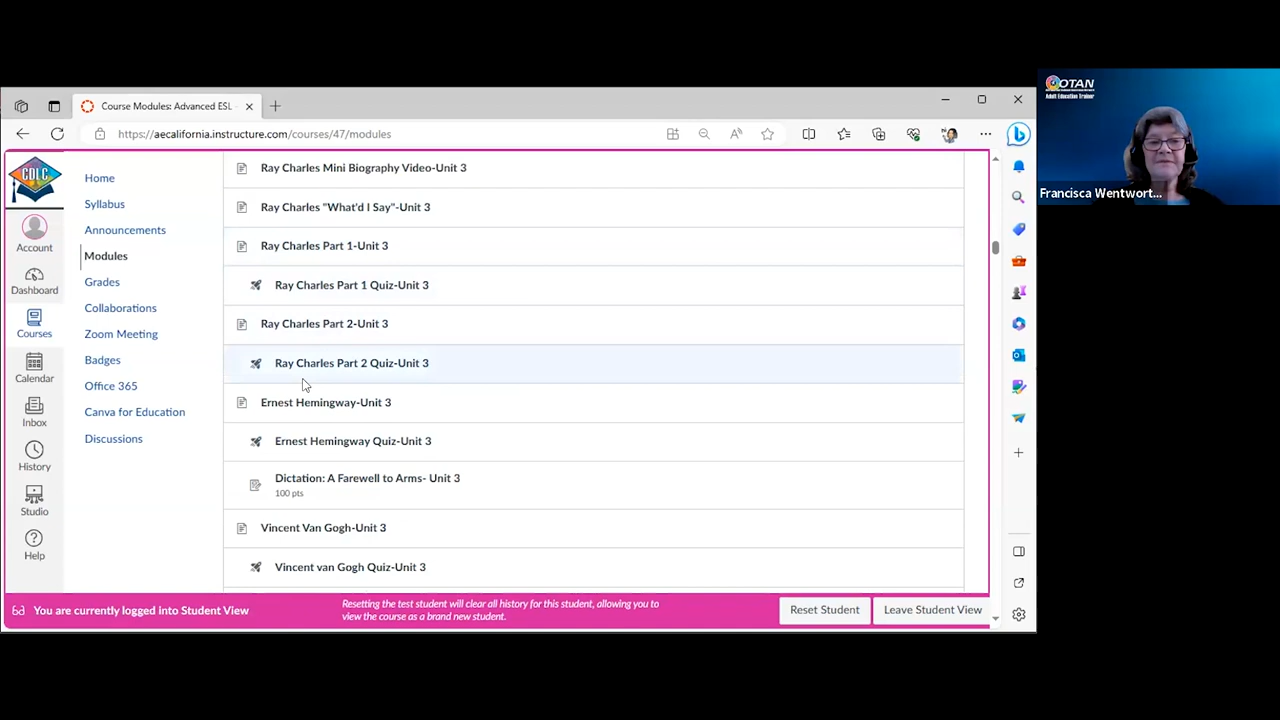 Course Modules: Advanced ESL
https://aecalifornia.instructure.com/courses/47/modules
CDLC
Account
Dashboard
Courses
Calendar
Inbox
History
Studio
Help
Home
Syllabus
Announcements
Modules
Grades
Collaborations
Zoom Meeting
Badges
Office 365
Canva for Education
Discussions
Ray Charles Mini Biography Video-Unit 3
Ray Charles "What'd I Say"-Unit 3
Ray Charles Part 1-Unit 3
Ray Charles Part 1 Quiz-Unit 3
Ray Charles Part 2-Unit 3
Ray Charles Part 2 Quiz-Unit 3
Ernest Hemingway-Unit 3
Ernest Hemingway Quiz-Unit 3
Dictation: A Farewell to Arms- Unit 3
100 pts
Vincent Van Gogh-Unit 3
Vincent van Gogh Quiz-Unit 3
You are currently logged into Student View
Resetting the test student will clear all history for this student, allowing you to
view the course as a brand new student.
Reset Student
Leave Student View
OTAN
Adult Education Trainer
Francisca Wentwort...